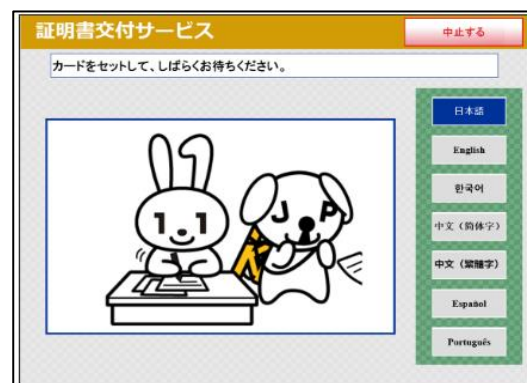 証明書交付サービス
中止する
カードをセットして、しばらくお待ちください。
日本語
English
한국어
中文（简体字）
中文（繁體字）
Español
Português
1 1
J P